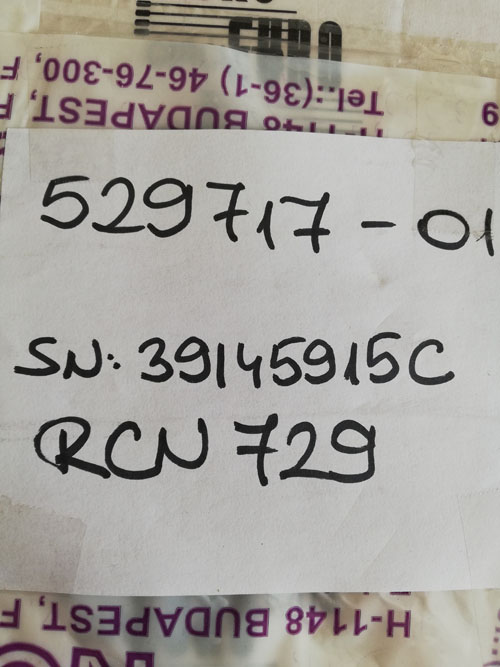 Tel.:(36-1) 46-76-300, F
H-1148 BUDAPEST, F
529717-01
SN: 39145915C
RCN 729
H-1148 BUDAPEST, F